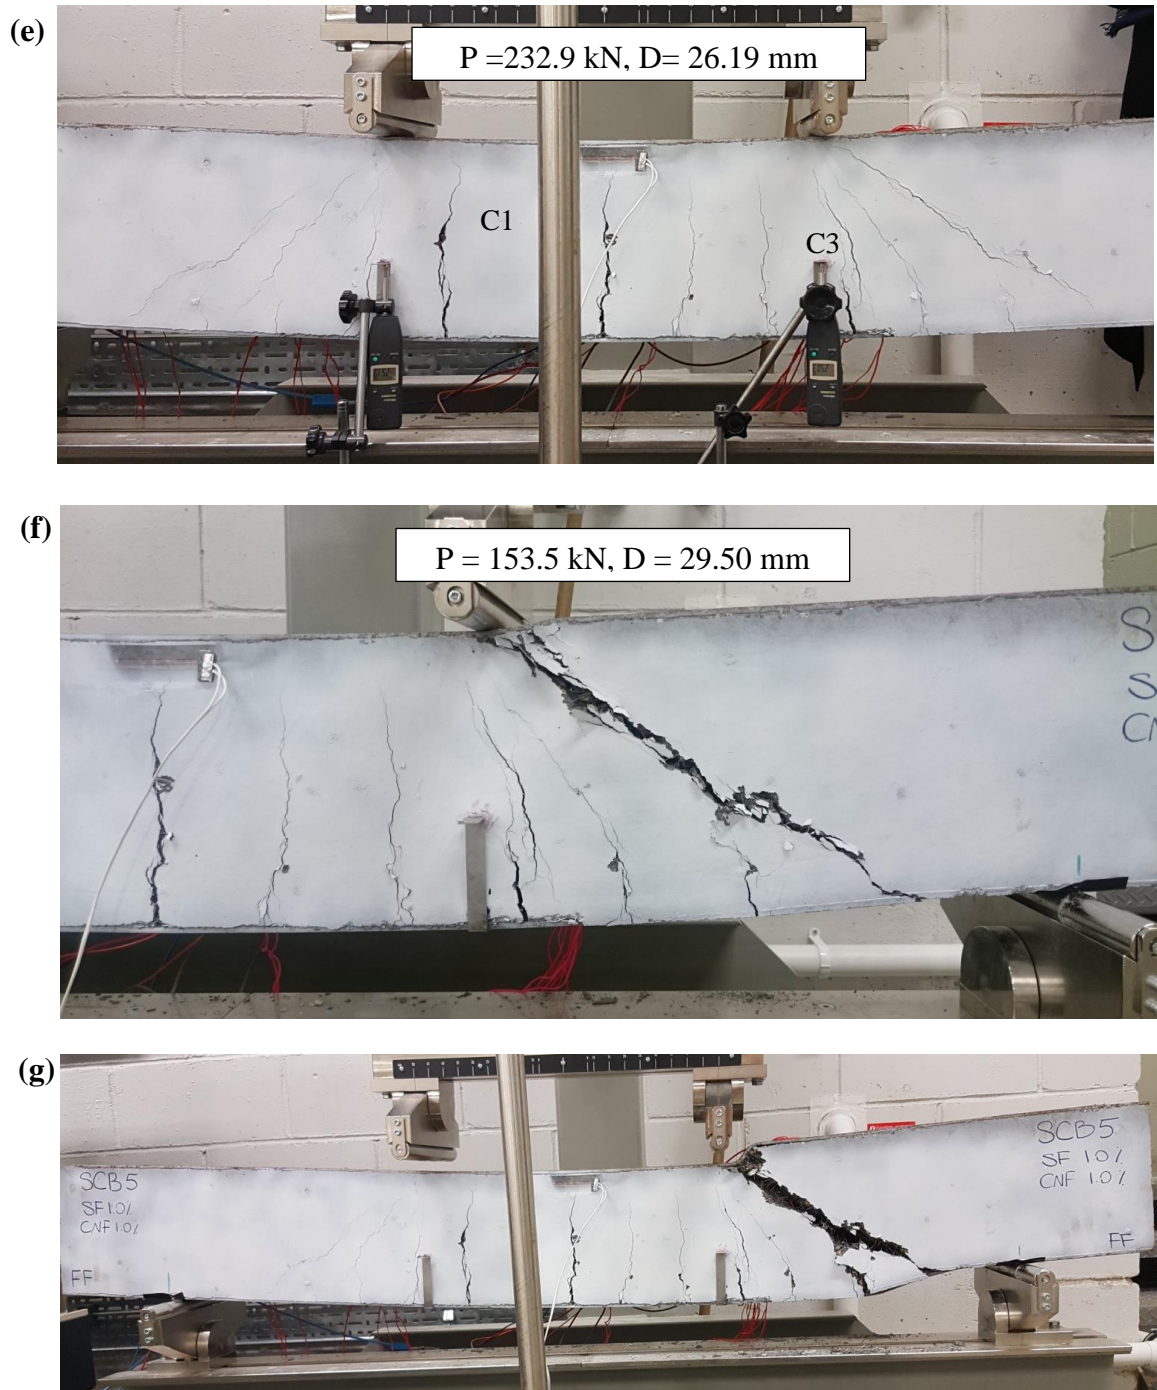 (e)
P =232.9 kN, D= 26.19 mm
C1
C3
(f)
P = 153.5 kN, D = 29.50 mm
S
S
(g)
SCB5
SF 1.0%
CNF 1.0%
FF
SCB5
SF 1.0%
CNF 1.0%
FF